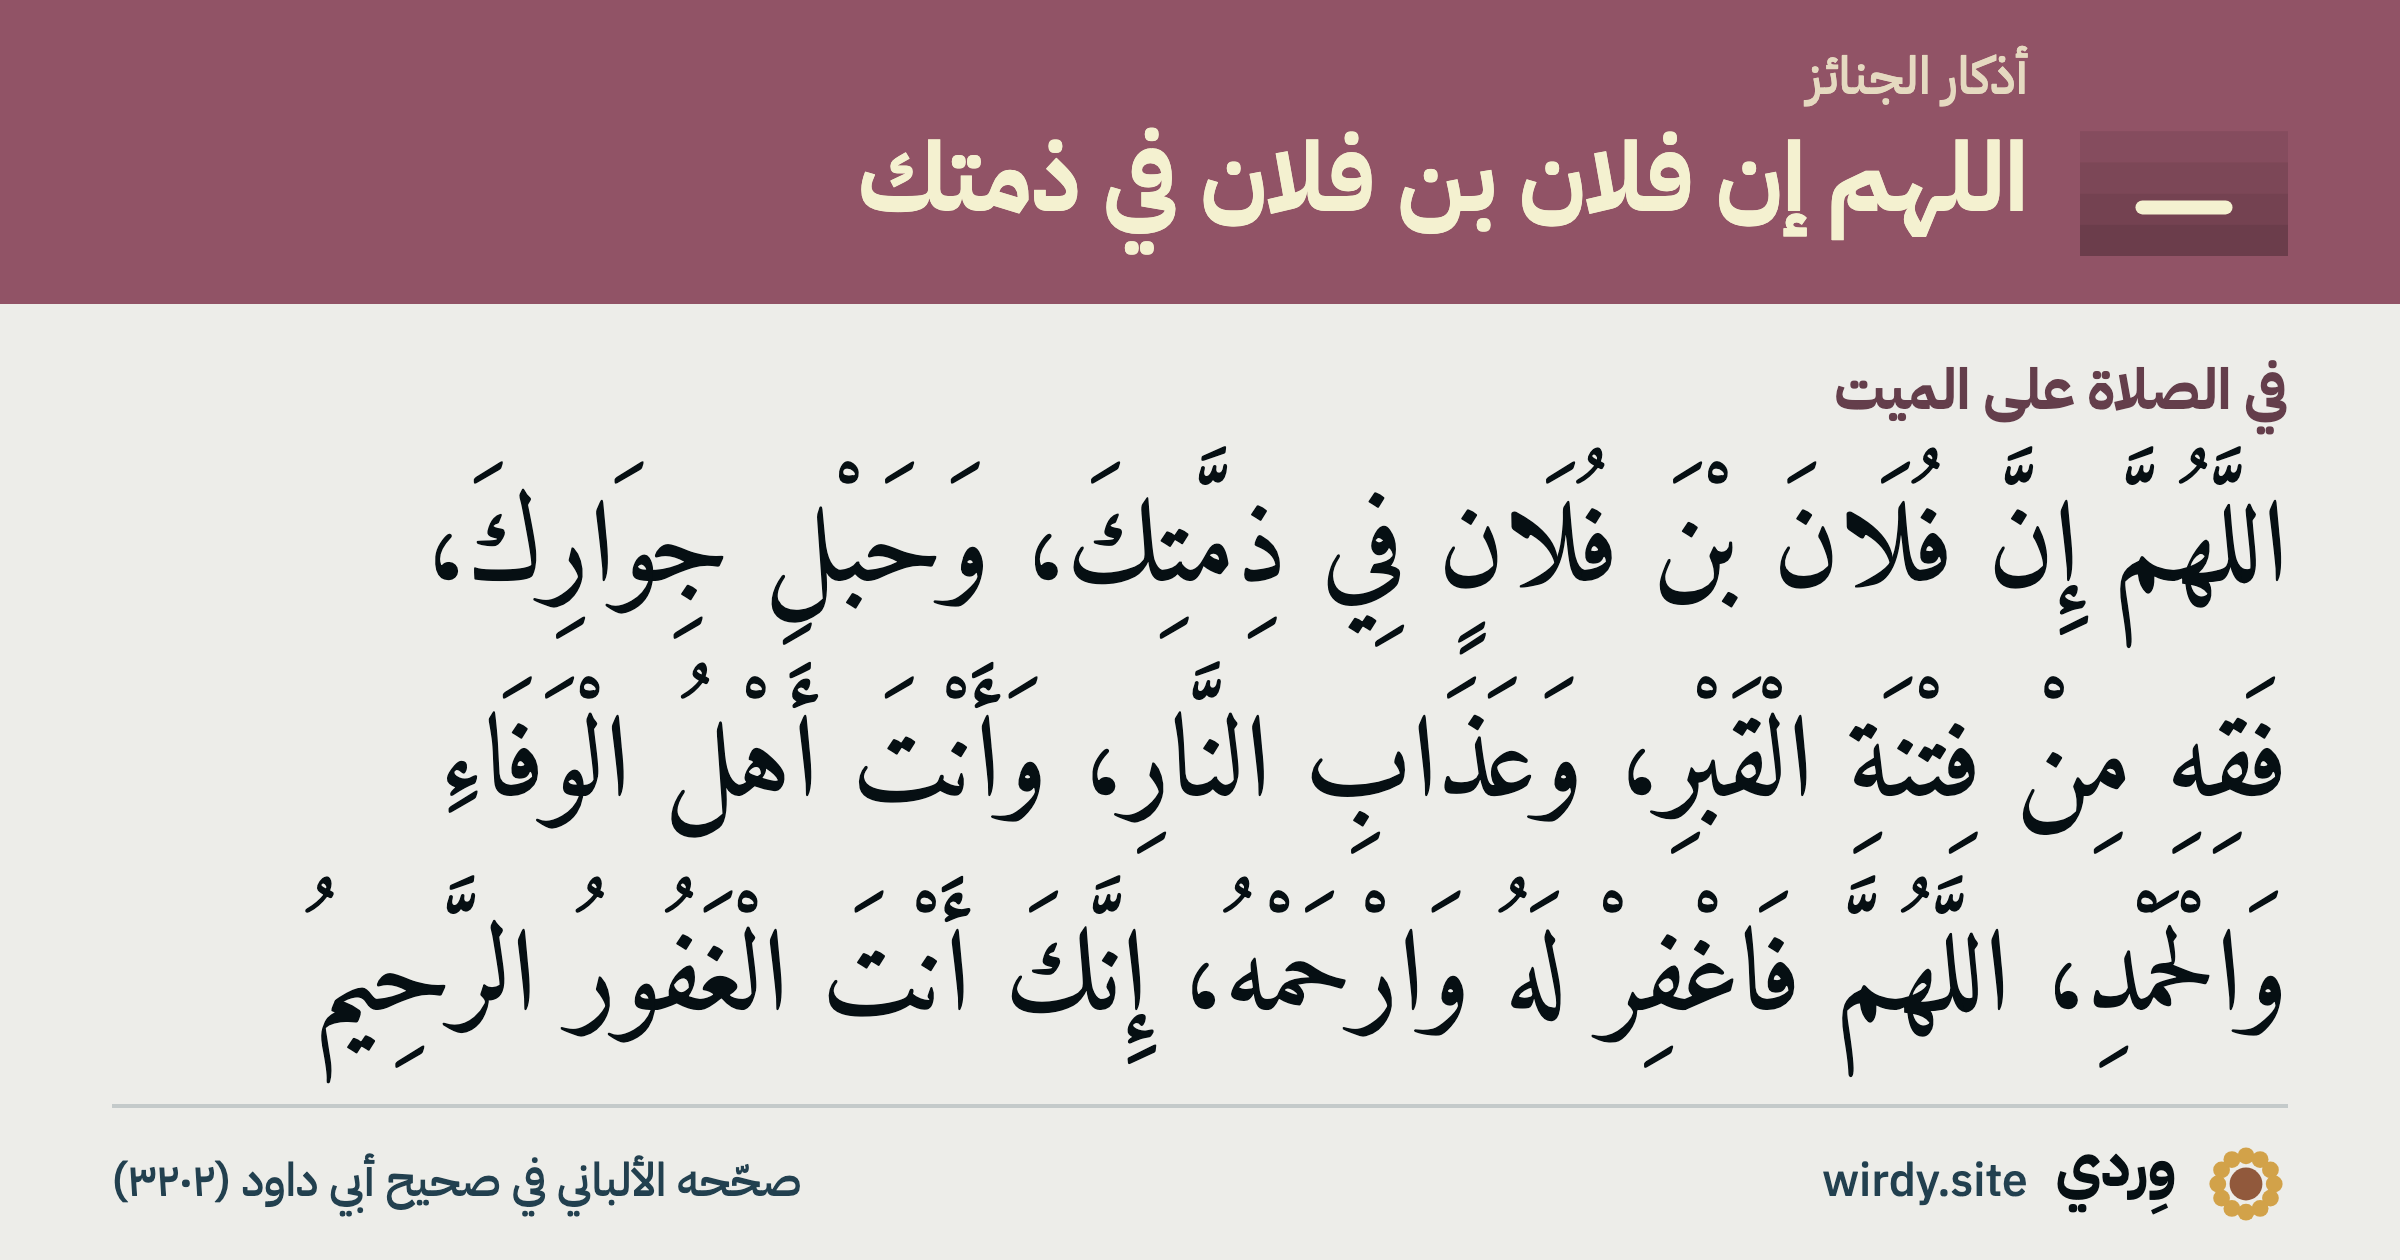 أذكار الجنائز
اللهم إن فلان بن فلان في ذمتك
في الصلاة على الميت
اللَّهُمَّ إِنَّ فُلَانَ بْنَ فُلَانٍ فِي ذِمَّتِكَ، وَحَبْلِ جِوَارِكَ،
فَقِهِ مِنْ فِتْنَةِ الْقَبْرِ، وَعَذَابِ النَّارِ، وَأَنْتَ أَهْلُ الْوَفَاءِ
وَالْحَمْدِ، اللَّهُمَّ فَاغْفِرْ لَهُ وَارْحَمْهُ، إِنَّكَ أَنْتَ الْغَفُورُ الرَّحِيمُ
وِردي wirdy.site
صحّحه الألباني في صحيح أبي داود (٣٢٠٢)